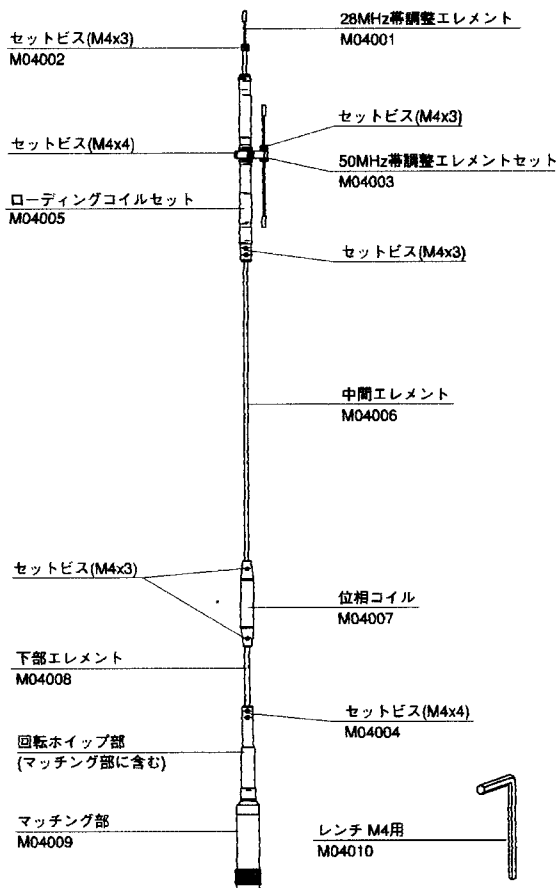 28MHz帯調整エレメント
M04001
セットビス(M4x3)
M04002
セットビス(M4x3)
セットビス(M4x4)
50MHz帯調整エレメントセット
M04003
ローディングコイルセット
M04005
セットビス(M4x3)
中間エレメント
M04006
セットビス(M4x3)
位相コイル
M04007
下部エレメント
M04008
セットビス(M4x4)
M04004
回転ホイップ部
(マッチング部に含む)
マッチング部
M04009
レンチ M4用
M04010